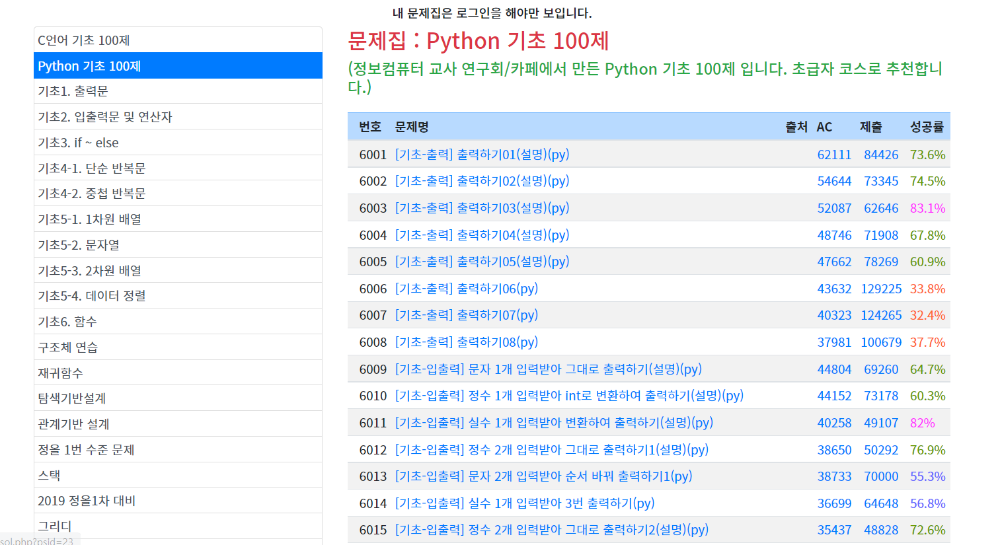 내 문제집은 로그인을 해야만 보입니다.
C언어 기초 100제
Python 기초 100제
기초1. 출력문
기초2. 입출력문 및 연산자
기초3. if ~ else
기초4-1. 단순 반복문
기초4-2. 중첩 반복문
기초5-1. 1차원 배열
기초5-2. 문자열
기초5-3. 2차원 배열
기초5-4. 데이터 정렬
기초6. 함수
구조체 연습
재귀함수
탐색기반설계
관계기반 설계
정올 1번 수준 문제
스택
2019 정올1차 대비
그리디
sol.php?psid=23
문제집 : Python 기초 100제
(정보컴퓨터 교사 연구회/카페에서 만든 Python 기초 100제 입니다. 초급자 코스로 추천합니
다.)
번호 문제명 출처 AC 제출 성공률
6001 [기초-출력] 출력하기01(설명)(py) 62111 84426 73.6%
6002 [기초-출력] 출력하기02(설명)(py) 54644 73345 74.5%
6003 [기초-출력] 출력하기03(설명)(py) 52087 62646 83.1%
6004 [기초-출력] 출력하기04(설명)(py) 48746 71908 67.8%
6005 [기초-출력] 출력하기05(설명)(py) 47662 78269 60.9%
6006 [기초-출력] 출력하기06(py) 43632 129225 33.8%
6007 [기초-출력] 출력하기07(py) 40323 124265 32.4%
6008 [기초-출력] 출력하기08(py) 37981 100679 37.7%
6009 [기초-입출력] 문자 1개 입력받아 그대로 출력하기(설명)(py) 44804 69260 64.7%
6010 [기초-입출력] 정수 1개 입력받아 int로 변환하여 출력하기(설명)(py) 44152 73178 60.3%
6011 [기초-입출력] 실수 1개 입력받아 변환하여 출력하기(설명)(py) 40258 49107 82%
6012 [기초-입출력] 정수 2개 입력받아 그대로 출력하기1(설명)(py) 38650 50292 76.9%
6013 [기초-입출력] 문자 2개 입력받아 순서 바꿔 출력하기1(py) 38733 70000 55.3%
6014 [기초-입출력] 실수 1개 입력받아 3번 출력하기(py) 36699 64648 56.8%
6015 [기초-입출력] 정수 2개 입력받아 그대로 출력하기2(설명)(py) 35437 48828 72.6%